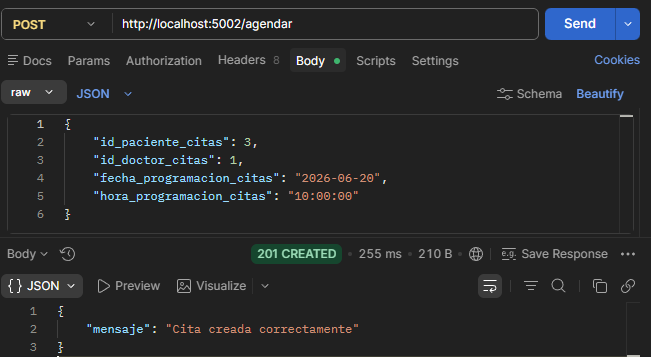 POST http://localhost:5002/agendar Send
Docs Params Authorization Headers 8 Body Scripts Settings Cookies
raw JSON Schema Beautify
1 {
2 "id_paciente_citas": 3,
3 "id_doctor_citas": 1,
4 "fecha_programacion_citas": "2026-06-20",
5 "hora_programacion_citas": "10:00:00"
6 }
Body 201 CREATED • 255 ms • 210 B e.g. Save Response
{} JSON Preview Visualize
1 {
2 "mensaje": "Cita creada correctamente"
3 }